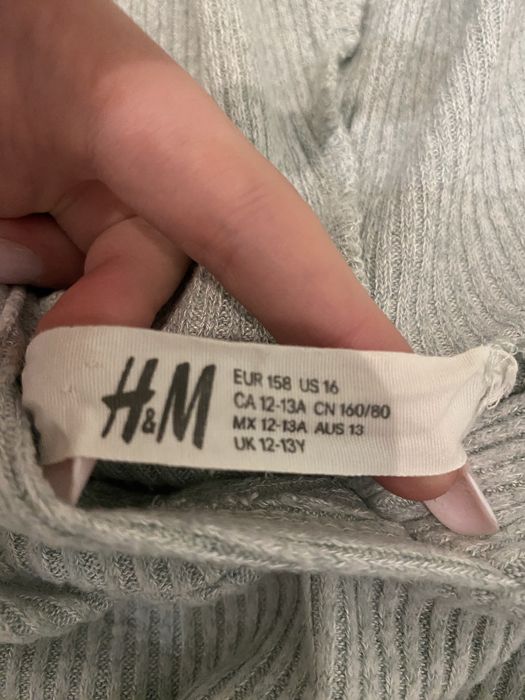 H&M
EUR 158 US 16
CA 12-13A CN 160/80
MX 12-13A AUS 13
UK 12-13Y